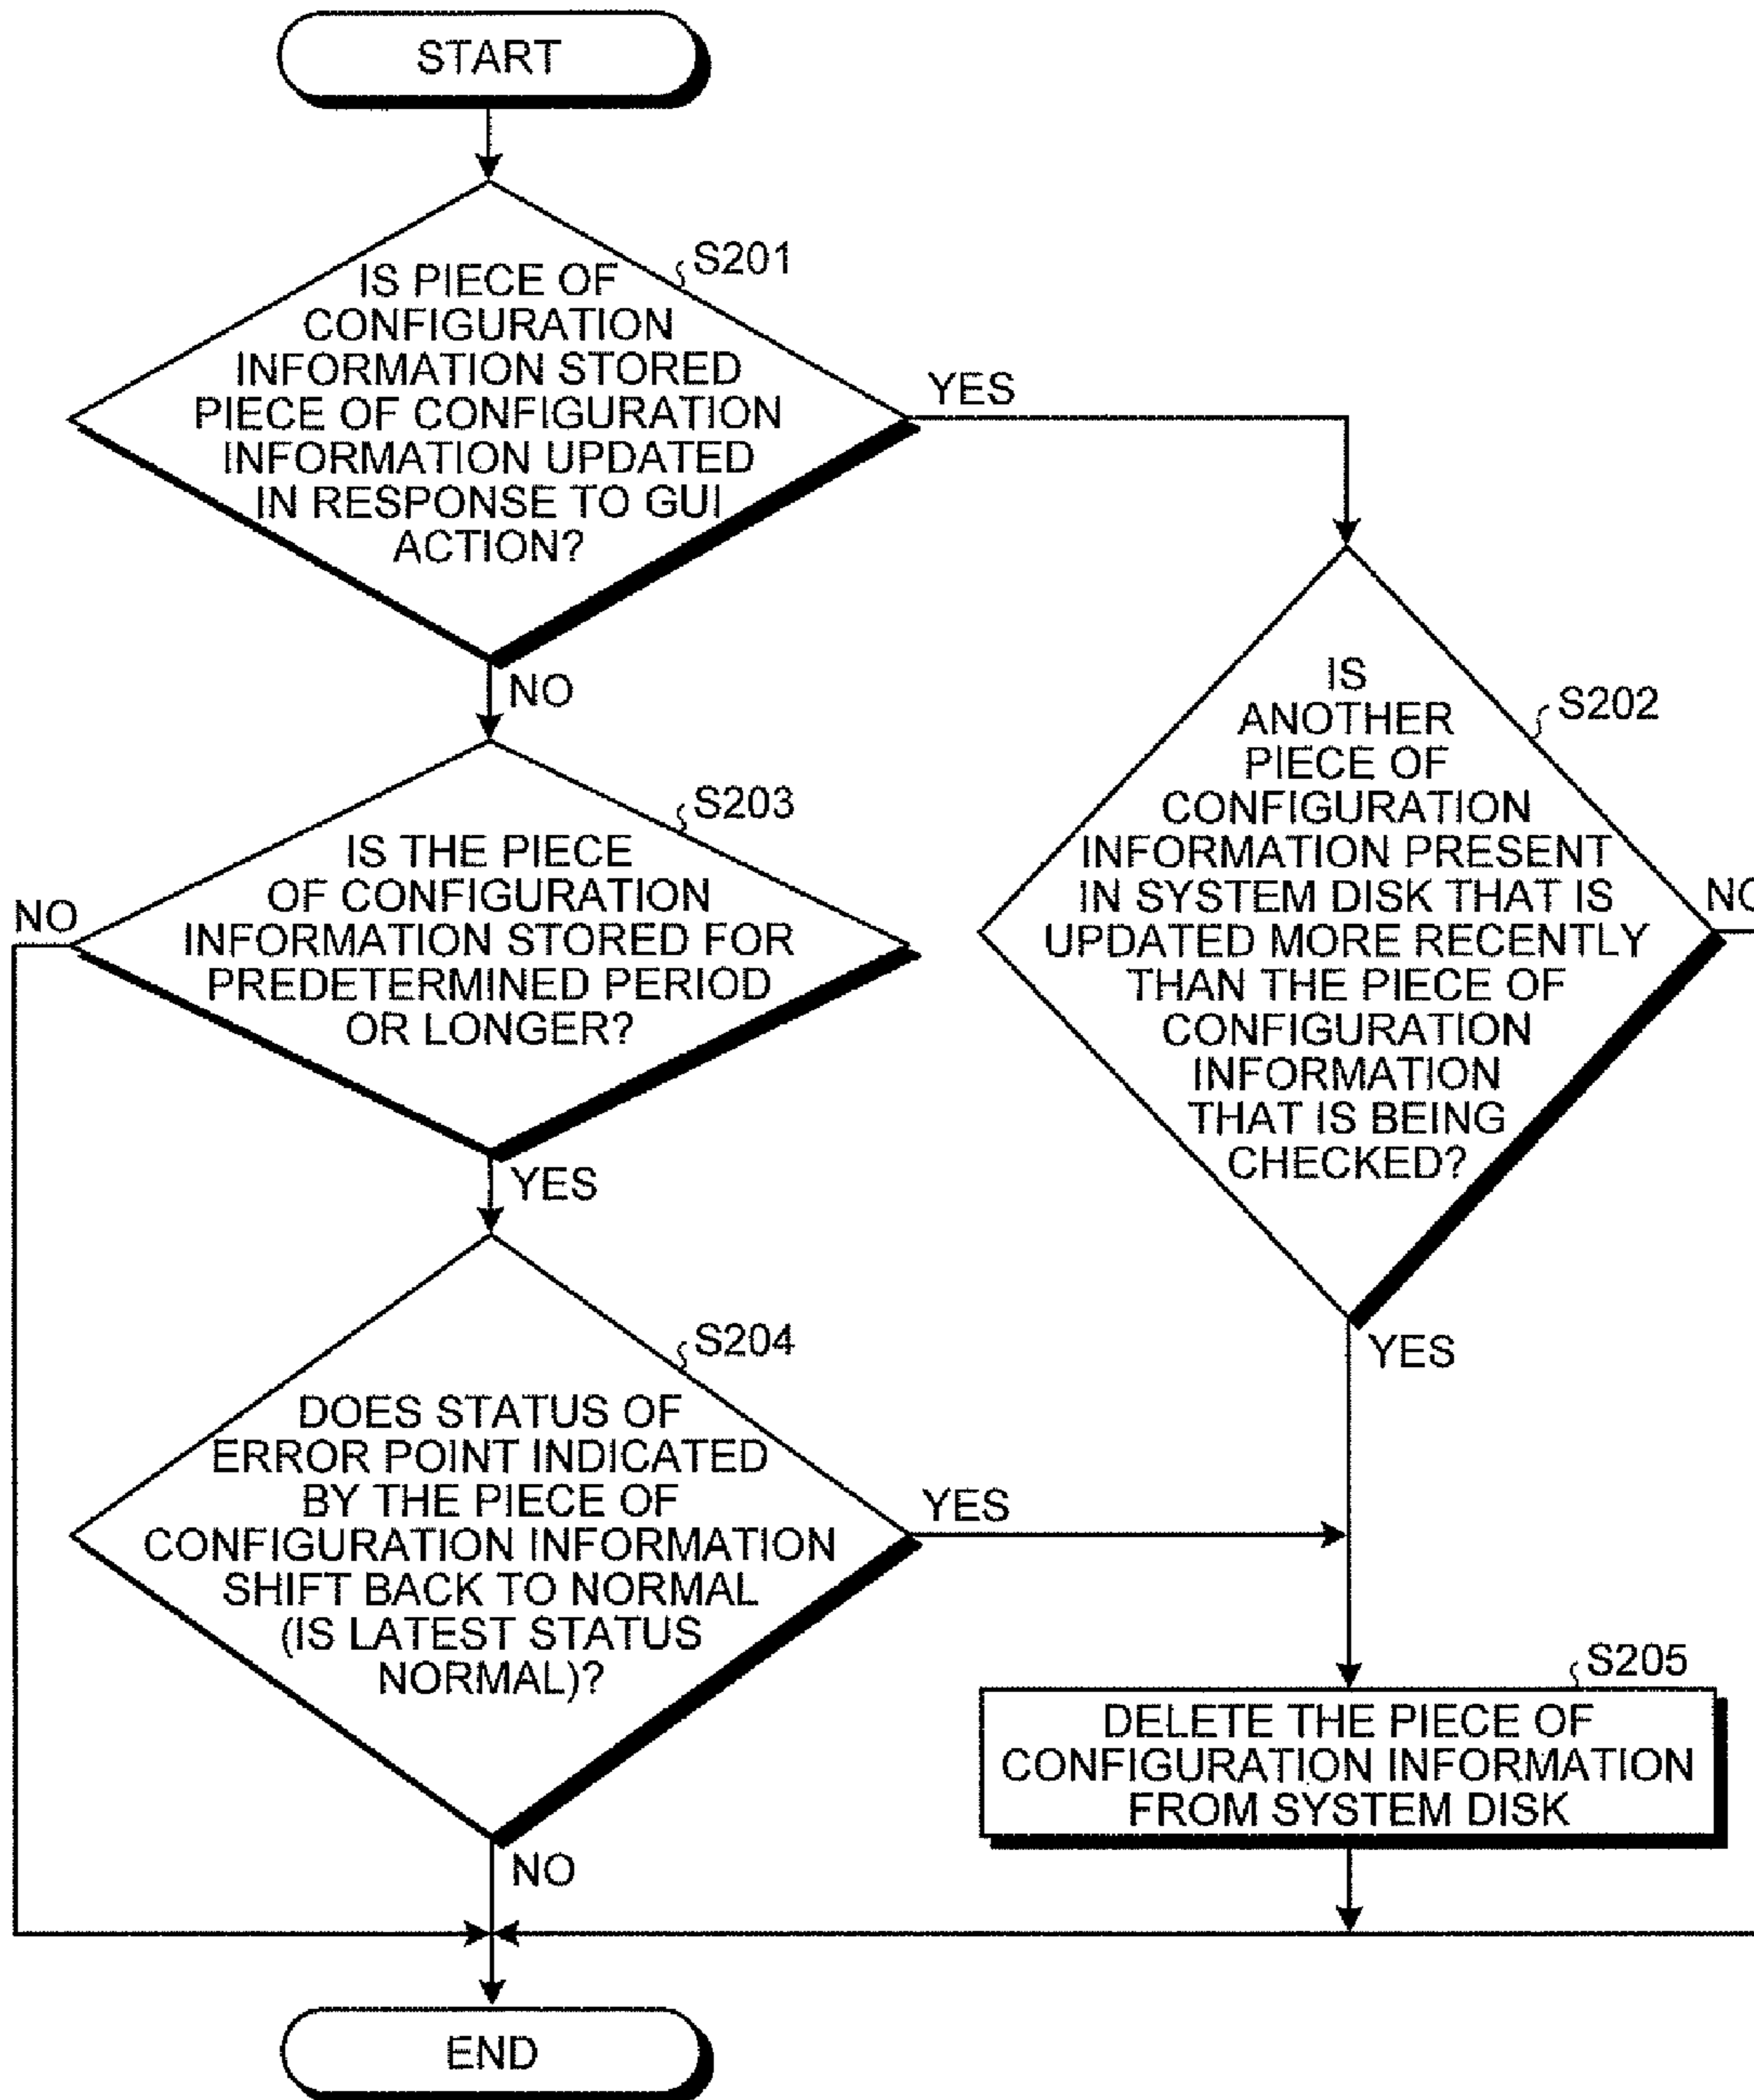 START
S201
IS PIECE OF
CONFIGURATION
INFORMATION STORED
PIECE OF CONFIGURATION
INFORMATION UPDATED
IN RESPONSE TO GUI
ACTION?
YES
NO
S202
IS
ANOTHER
PIECE OF
CONFIGURATION
INFORMATION PRESENT
IN SYSTEM DISK THAT IS
UPDATED MORE RECENTLY
THAN THE PIECE OF
CONFIGURATION
INFORMATION
THAT IS BEING
CHECKED?
NO
YES
S203
IS THE PIECE
OF CONFIGURATION
INFORMATION STORED FOR
PREDETERMINED PERIOD
OR LONGER?
NO
YES
S204
DOES STATUS OF
ERROR POINT INDICATED
BY THE PIECE OF
CONFIGURATION INFORMATION
SHIFT BACK TO NORMAL
(IS LATEST STATUS
NORMAL)?
YES
NO
S205
DELETE THE PIECE OF
CONFIGURATION INFORMATION
FROM SYSTEM DISK
END